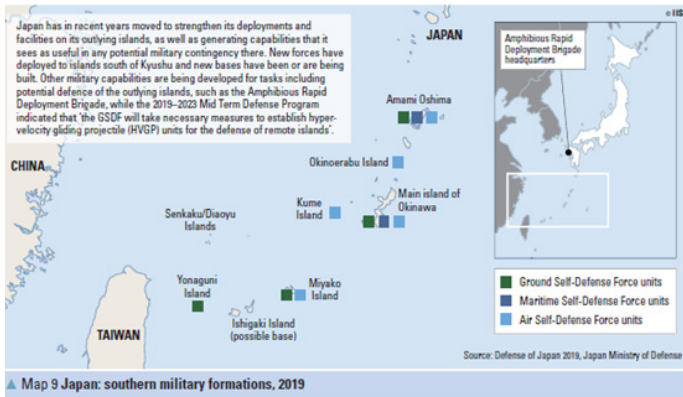 Japan has in recent years moved to strengthen its deployments and
facilities on its outlying islands, as well as generating capabilities that it
sees as useful in any potential military contingency there. New forces have
deployed to islands south of Kyushu and new bases have been or are being
built. Other military capabilities are being developed for tasks including
potential defence of the outlying islands, such as the Amphibious Rapid
Deployment Brigade, while the 2019–2023 Mid Term Defense Program
indicated that ‘the GSDF will take necessary measures to establish hyper-
velocity gliding projectile (HVGP) units for the defense of remote islands’.
JAPAN
© IISS
Amphibious Rapid
Deployment Brigade
headquarters
Amami Oshima
CHINA
Okinoerabu Island
Main island of
Okinawa
Kume
Island
Senkaku/Diaoyu
Islands
Yonaguni
Island
Miyako
Island
Ishigaki Island
(possible base)
TAIWAN
Ground Self-Defense Force units
Maritime Self-Defense Force units
Air Self-Defense Force units
Source: Defense of Japan 2019, Japan Ministry of Defense
Map 9 Japan: southern military formations, 2019